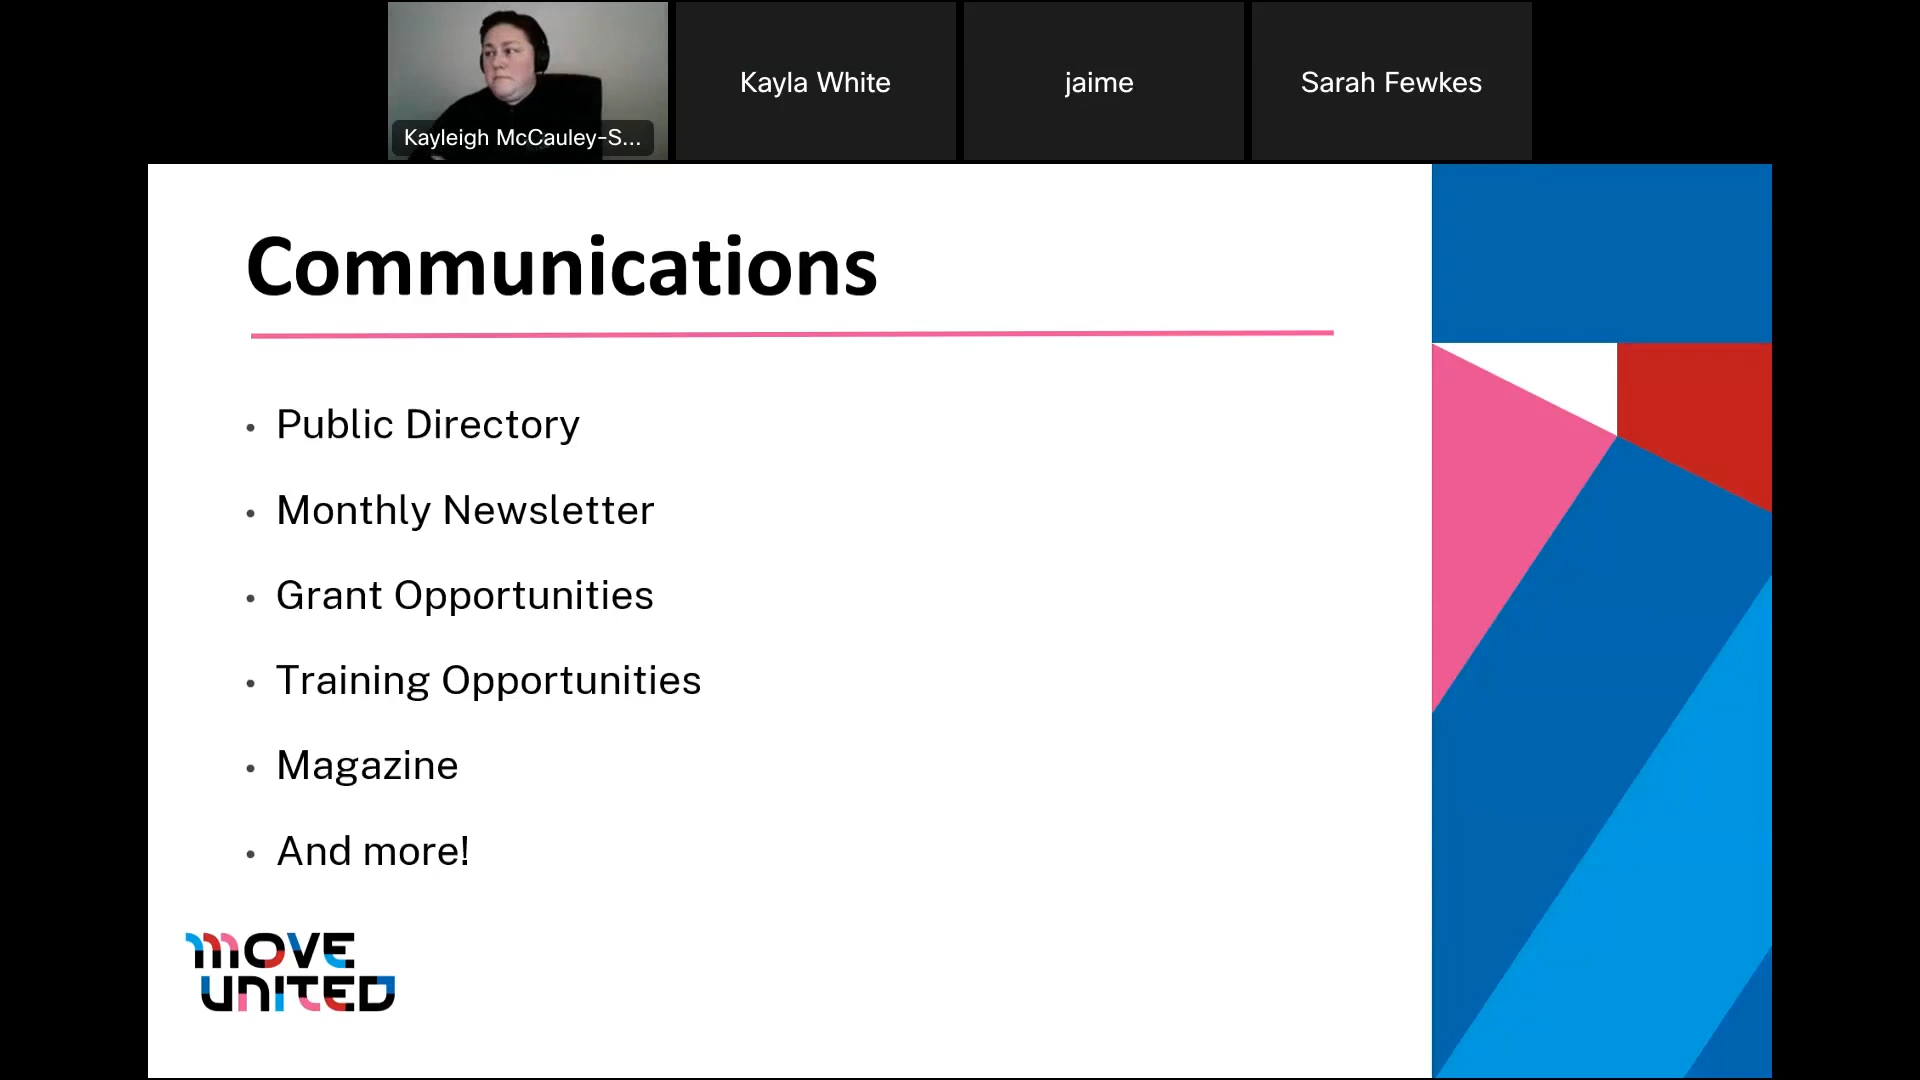 Kayleigh McCauley-S...
Kayla White
jaime
Sarah Fewkes
Communications
• Public Directory
• Monthly Newsletter
• Grant Opportunities
• Training Opportunities
• Magazine
• And more!
MOVE
UNITED